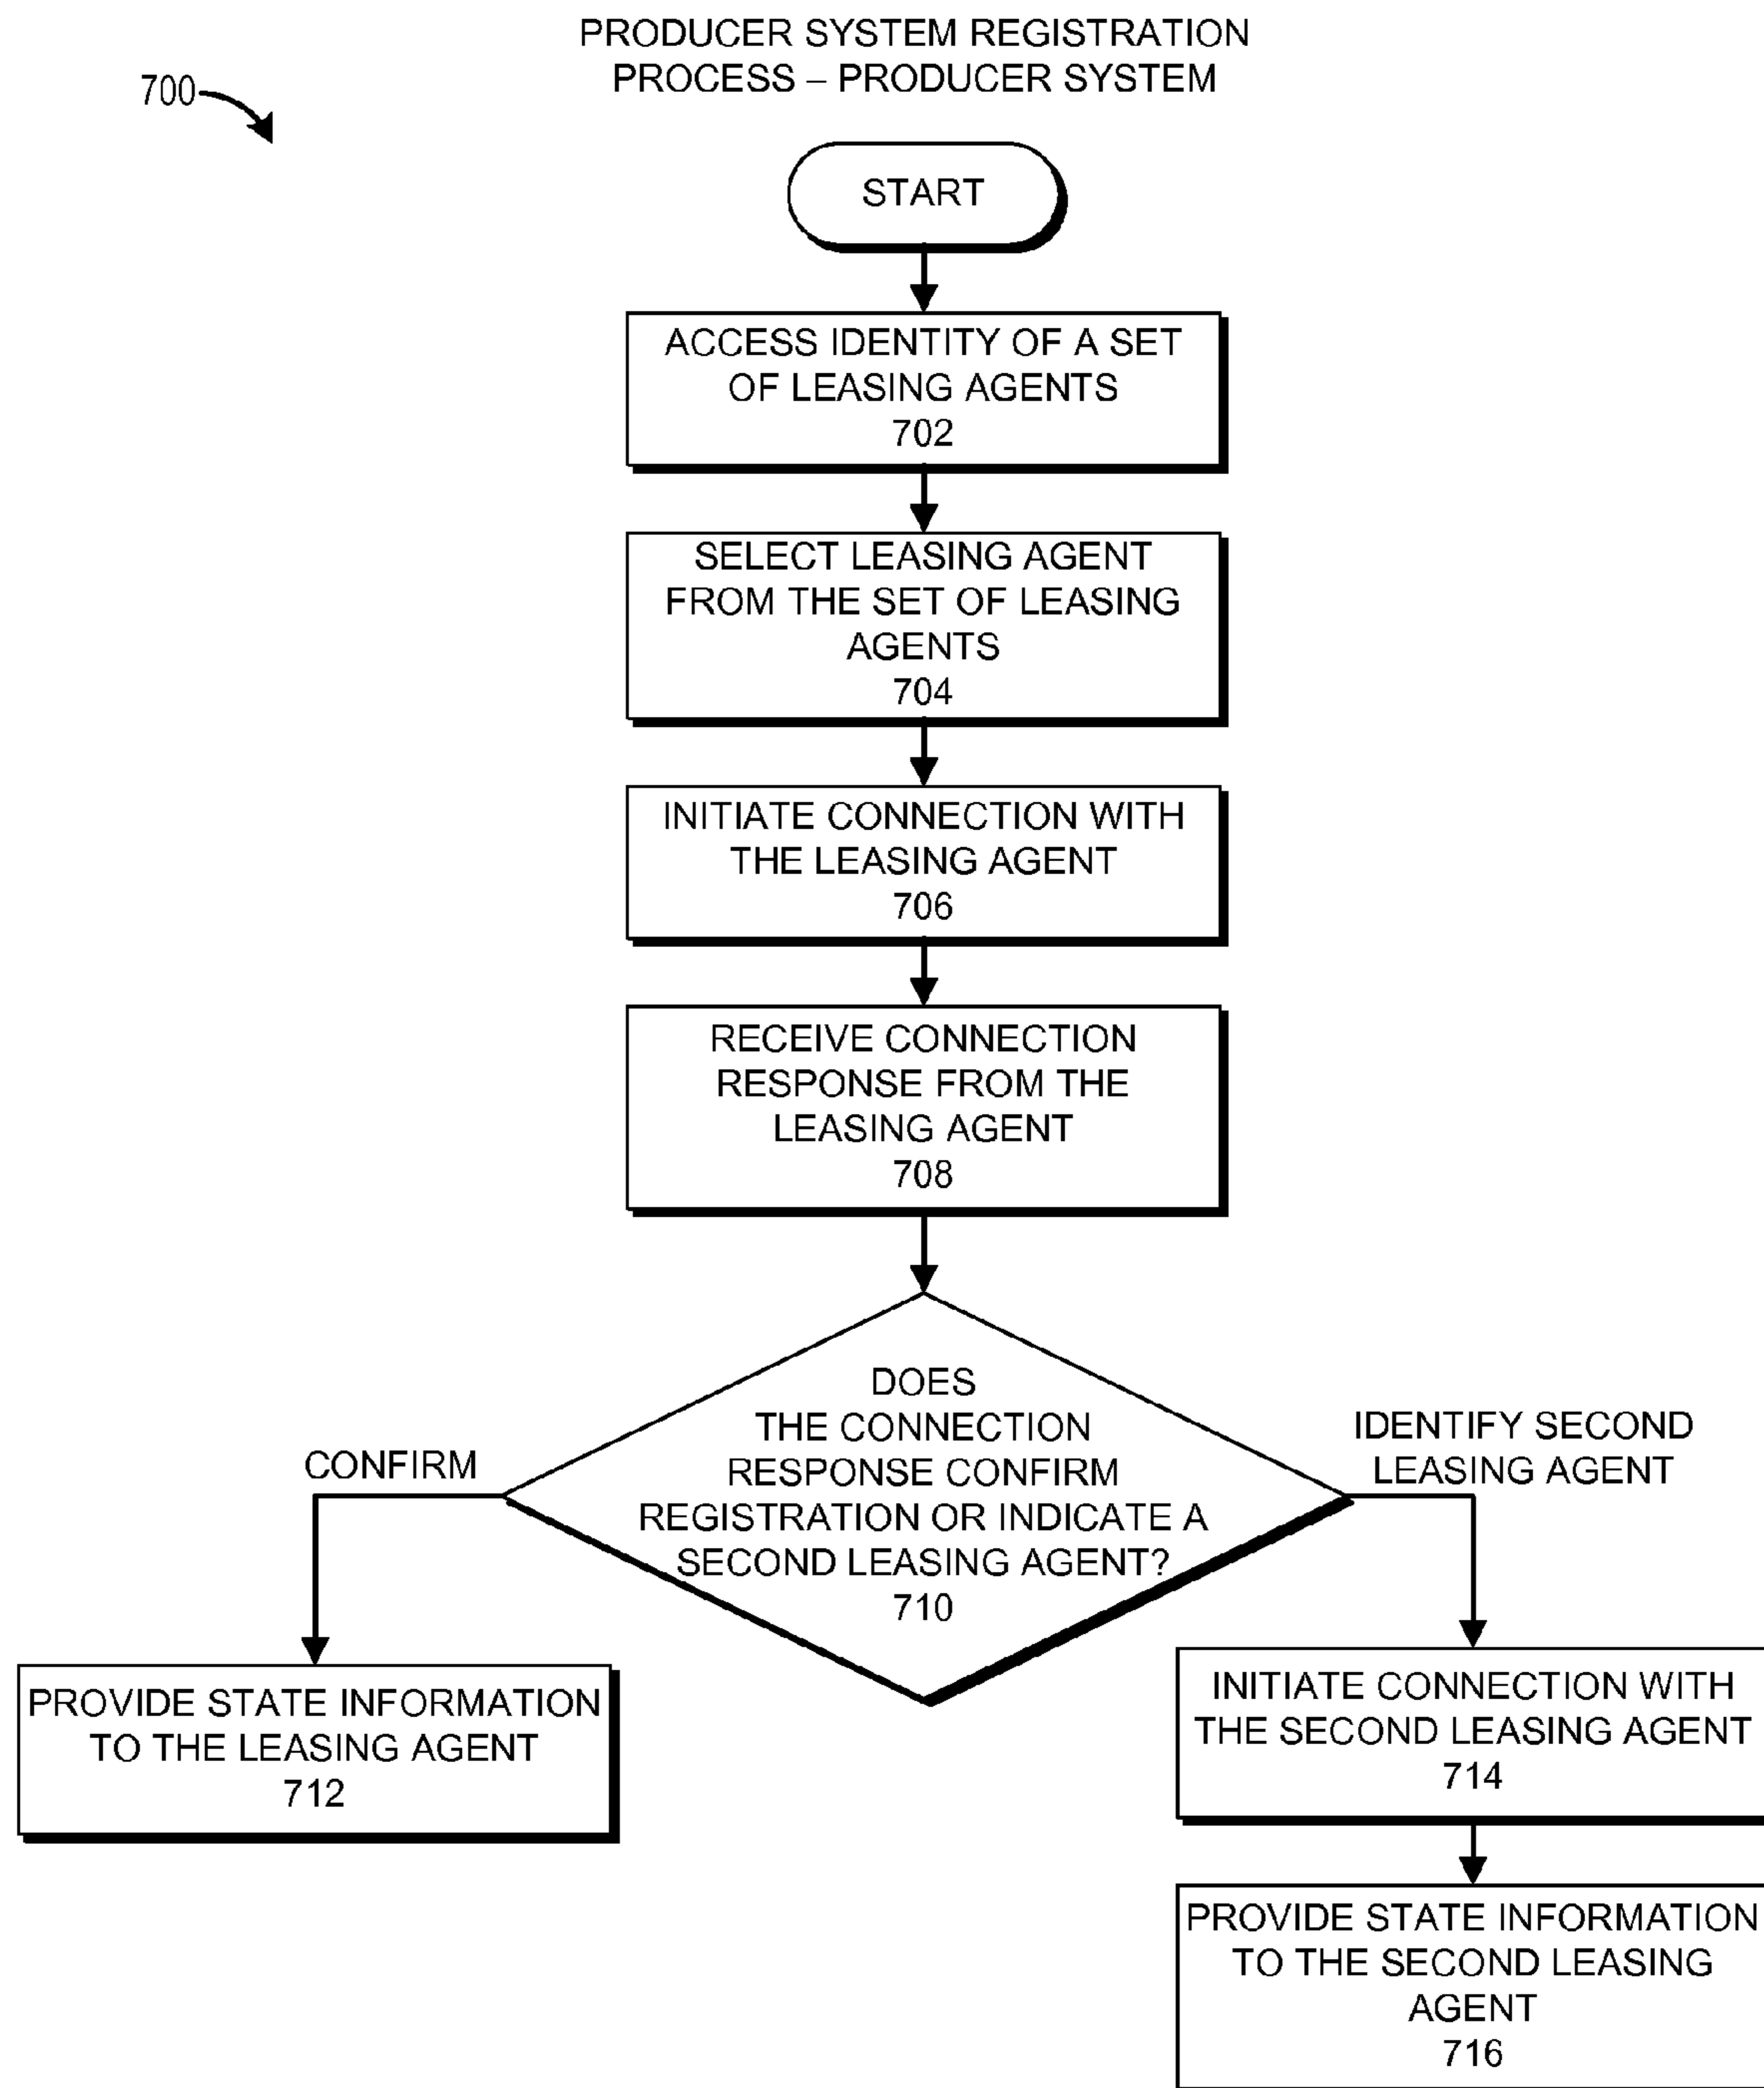 PRODUCER SYSTEM REGISTRATION
PROCESS – PRODUCER SYSTEM
700
START
ACCESS IDENTITY OF A SET
OF LEASING AGENTS
702
SELECT LEASING AGENT
FROM THE SET OF LEASING
AGENTS
704
INITIATE CONNECTION WITH
THE LEASING AGENT
706
RECEIVE CONNECTION
RESPONSE FROM THE
LEASING AGENT
708
DOES
THE CONNECTION
RESPONSE CONFIRM
REGISTRATION OR INDICATE A
SECOND LEASING AGENT?
710
CONFIRM
IDENTIFY SECOND
LEASING AGENT
PROVIDE STATE INFORMATION
TO THE LEASING AGENT
712
INITIATE CONNECTION WITH
THE SECOND LEASING AGENT
714
PROVIDE STATE INFORMATION
TO THE SECOND LEASING
AGENT
716